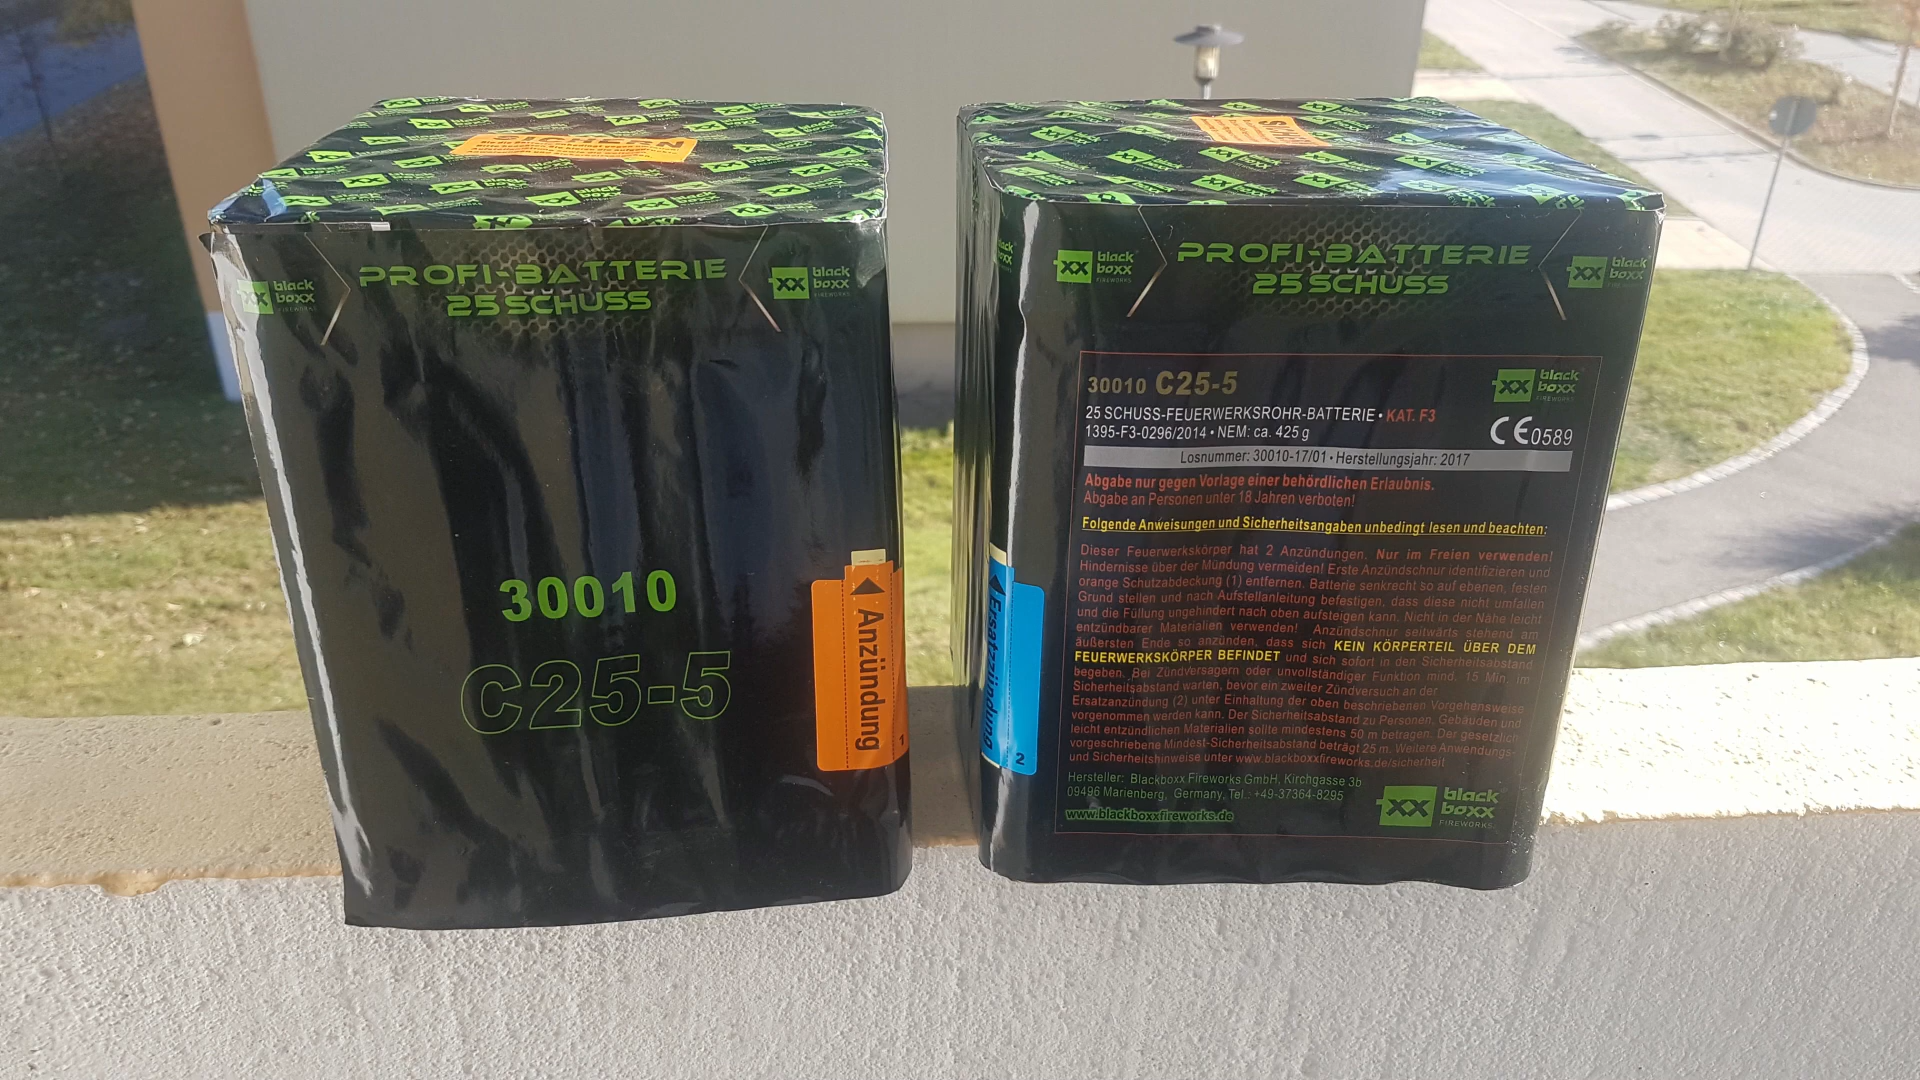 black boxx
FIREWORKS
PROFI-BATTERIE
25 SCHUSS
black boxx
FIREWORKS
30010
C25-5
Anzündung
1
black boxx
FIREWORKS
PROFI-BATTERIE
25 SCHUSS
black boxx
30010 C25-5
black boxx
FIREWORKS
25 SCHUSS-FEUERWERKSROHR-BATTERIE • KAT. F3
1395-F3-0296/2014 • NEM: ca. 425 g
CE0589
Losnummer: 30010-17/01 • Herstellungsjahr: 2017
Abgabe nur gegen Vorlage einer behördlichen Erlaubnis.
Abgabe an Personen unter 18 Jahren verboten!
Folgende Anweisungen und Sicherheitsangaben unbedingt lesen und beachten:
Dieser Feuerwerkskörper hat 2 Anzündungen. Nur im Freien verwenden!
Hindernisse über der Mündung vermeiden! Erste Anzündschnur identifizieren und
orange Schutzabdeckung (1) entfernen. Batterie senkrecht so auf ebenen, festen
Grund stellen und nach Aufstellanleitung befestigen, dass diese nicht umfallen
und die Füllung ungehindert nach oben aufsteigen kann. Nicht in der Nähe leicht
entzündbarer Materialien verwenden! Anzündschnur seitwärts stehend am
äußersten Ende so anzünden, dass sich KEIN KÖRPERTEIL ÜBER DEM
FEUERWERKSKÖRPER BEFINDET und sich sofort in den Sicherheitsabstand
begeben. Bei Zündversagern oder unvollständiger Funktion mind. 15 Min. im
Sicherheitsabstand warten, bevor ein zweiter Zündversuch an der
Ersatzanzündung (2) unter Einhaltung der oben beschriebenen Vorgehensweise
vorgenommen werden kann. Der Sicherheitsabstand zu Personen, Gebäuden und
leicht entzündlichen Materialien sollte mindestens 50 m betragen. Der gesetzlich
vorgeschriebene Mindest-Sicherheitsabstand beträgt 25 m. Weitere Anwendungs-
und Sicherheitshinweise unter www.blackboxxfireworks.de/sicherheit
Hersteller: Blackboxx Fireworks GmbH, Kirchgasse 3b
09496 Marienberg, Germany, Tel.: +49-37364-8295
www.blackboxxfireworks.de
black boxx
FIREWORKS
Ersatzzündung
2